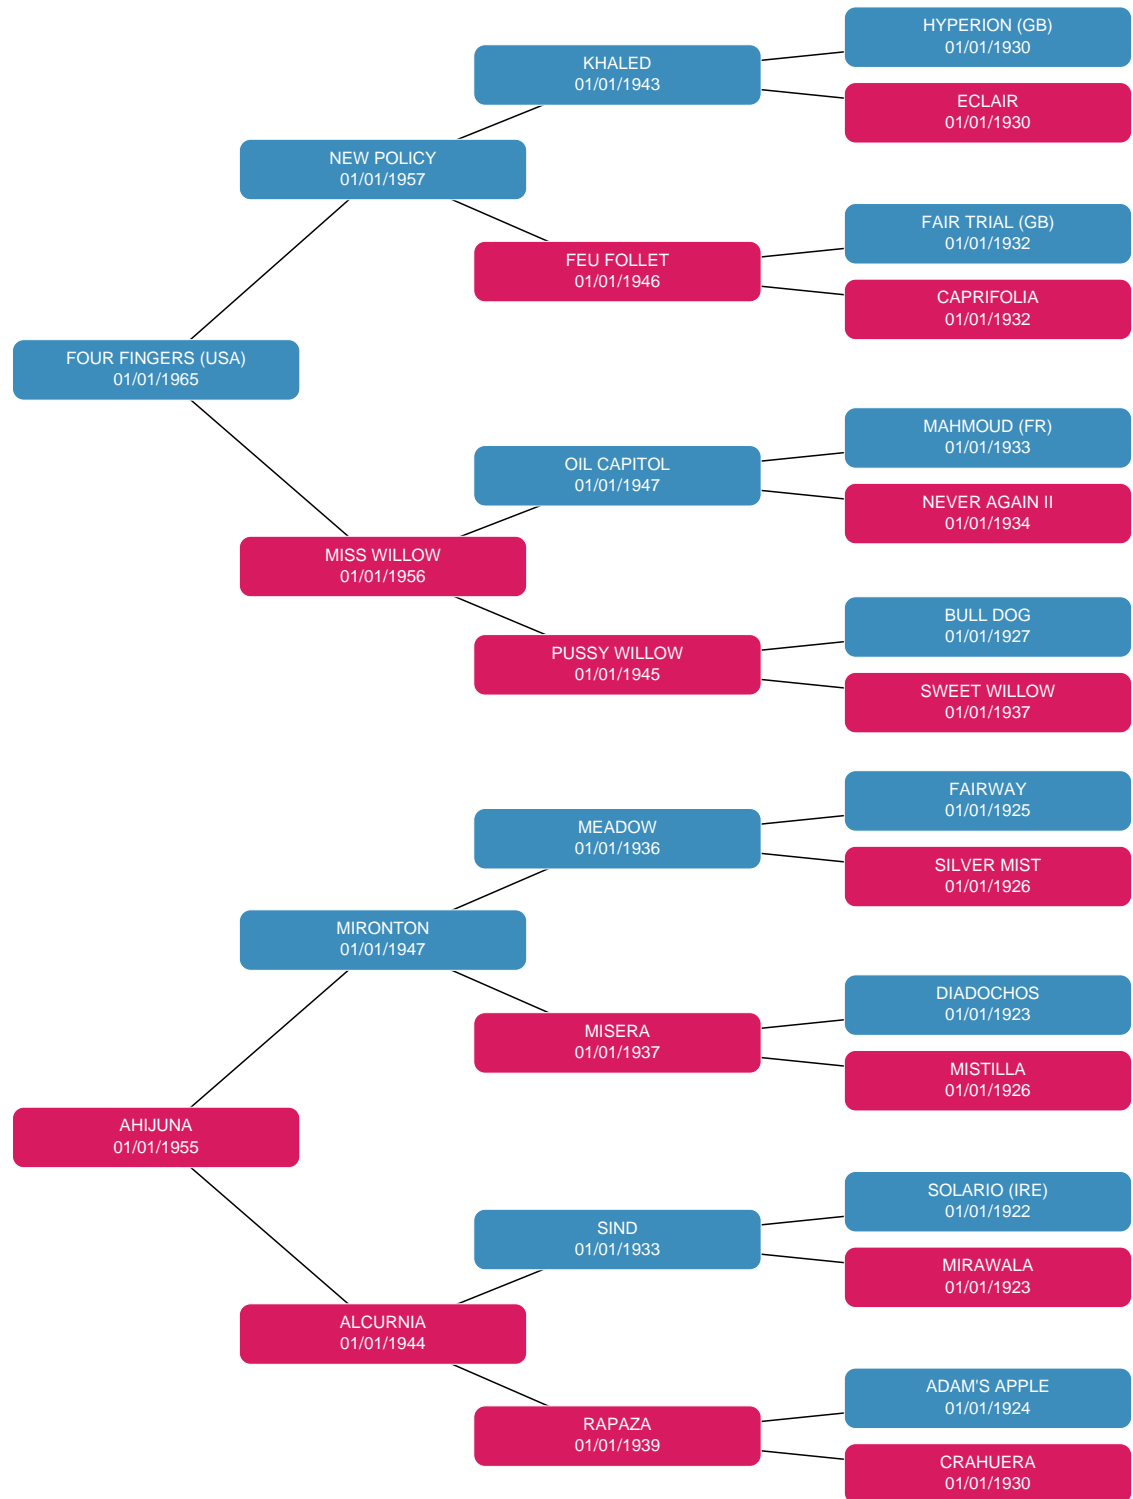 HYPERION (GB)
01/01/1930
KHALED
01/01/1943
ECLAIR
01/01/1930
NEW POLICY
01/01/1957
FAIR TRIAL (GB)
01/01/1932
FEU FOLLET
01/01/1946
CAPRIFOLIA
01/01/1932
FOUR FINGERS (USA)
01/01/1965
MAHMOUD (FR)
01/01/1933
OIL CAPITOL
01/01/1947
NEVER AGAIN II
01/01/1934
MISS WILLOW
01/01/1956
BULL DOG
01/01/1927
PUSSY WILLOW
01/01/1945
SWEET WILLOW
01/01/1937
FAIRWAY
01/01/1925
MEADOW
01/01/1936
SILVER MIST
01/01/1926
MIRONTON
01/01/1947
DIADOCHOS
01/01/1923
MISERA
01/01/1937
MISTILLA
01/01/1926
AHIJUNA
01/01/1955
SOLARIO (IRE)
01/01/1922
SIND
01/01/1933
MIRAWALA
01/01/1923
ALCURNIA
01/01/1944
ADAM'S APPLE
01/01/1924
RAPAZA
01/01/1939
CRAHUERA
01/01/1930